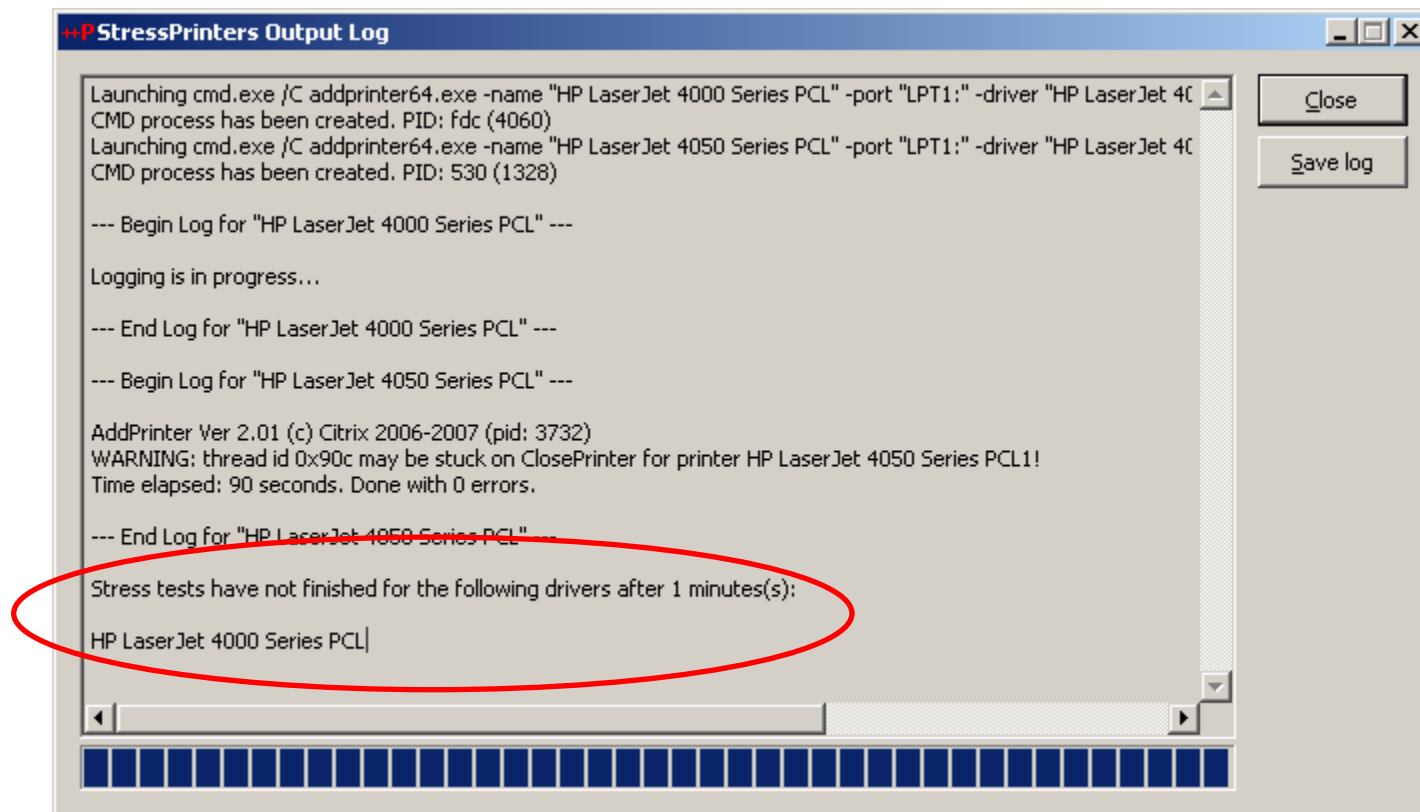 ++P StressPrinters Output Log
Launching cmd.exe /C addprinter64.exe -name "HP LaserJet 4000 Series PCL" -port "LPT1:" -driver "HP LaserJet 40
Close
CMD process has been created. PID: fdc (4060)
Launching cmd.exe /C addprinter64.exe -name "HP LaserJet 4050 Series PCL" -port "LPT1:" -driver "HP LaserJet 40
Save log
CMD process has been created. PID: 530 (1328)
--- Begin Log for "HP LaserJet 4000 Series PCL" ---
Logging is in progress...
--- End Log for "HP LaserJet 4000 Series PCL" ---
--- Begin Log for "HP LaserJet 4050 Series PCL" ---
AddPrinter Ver 2.01 (c) Citrix 2006-2007 (pid: 3732)
WARNING: thread id 0x90c may be stuck on ClosePrinter for printer HP LaserJet 4050 Series PCL1!
Time elapsed: 90 seconds. Done with 0 errors.
--- End Log for "HP LaserJet 4050 Series PCL" ---
Stress tests have not finished for the following drivers after 1 minutes(s):
HP LaserJet 4000 Series PCL